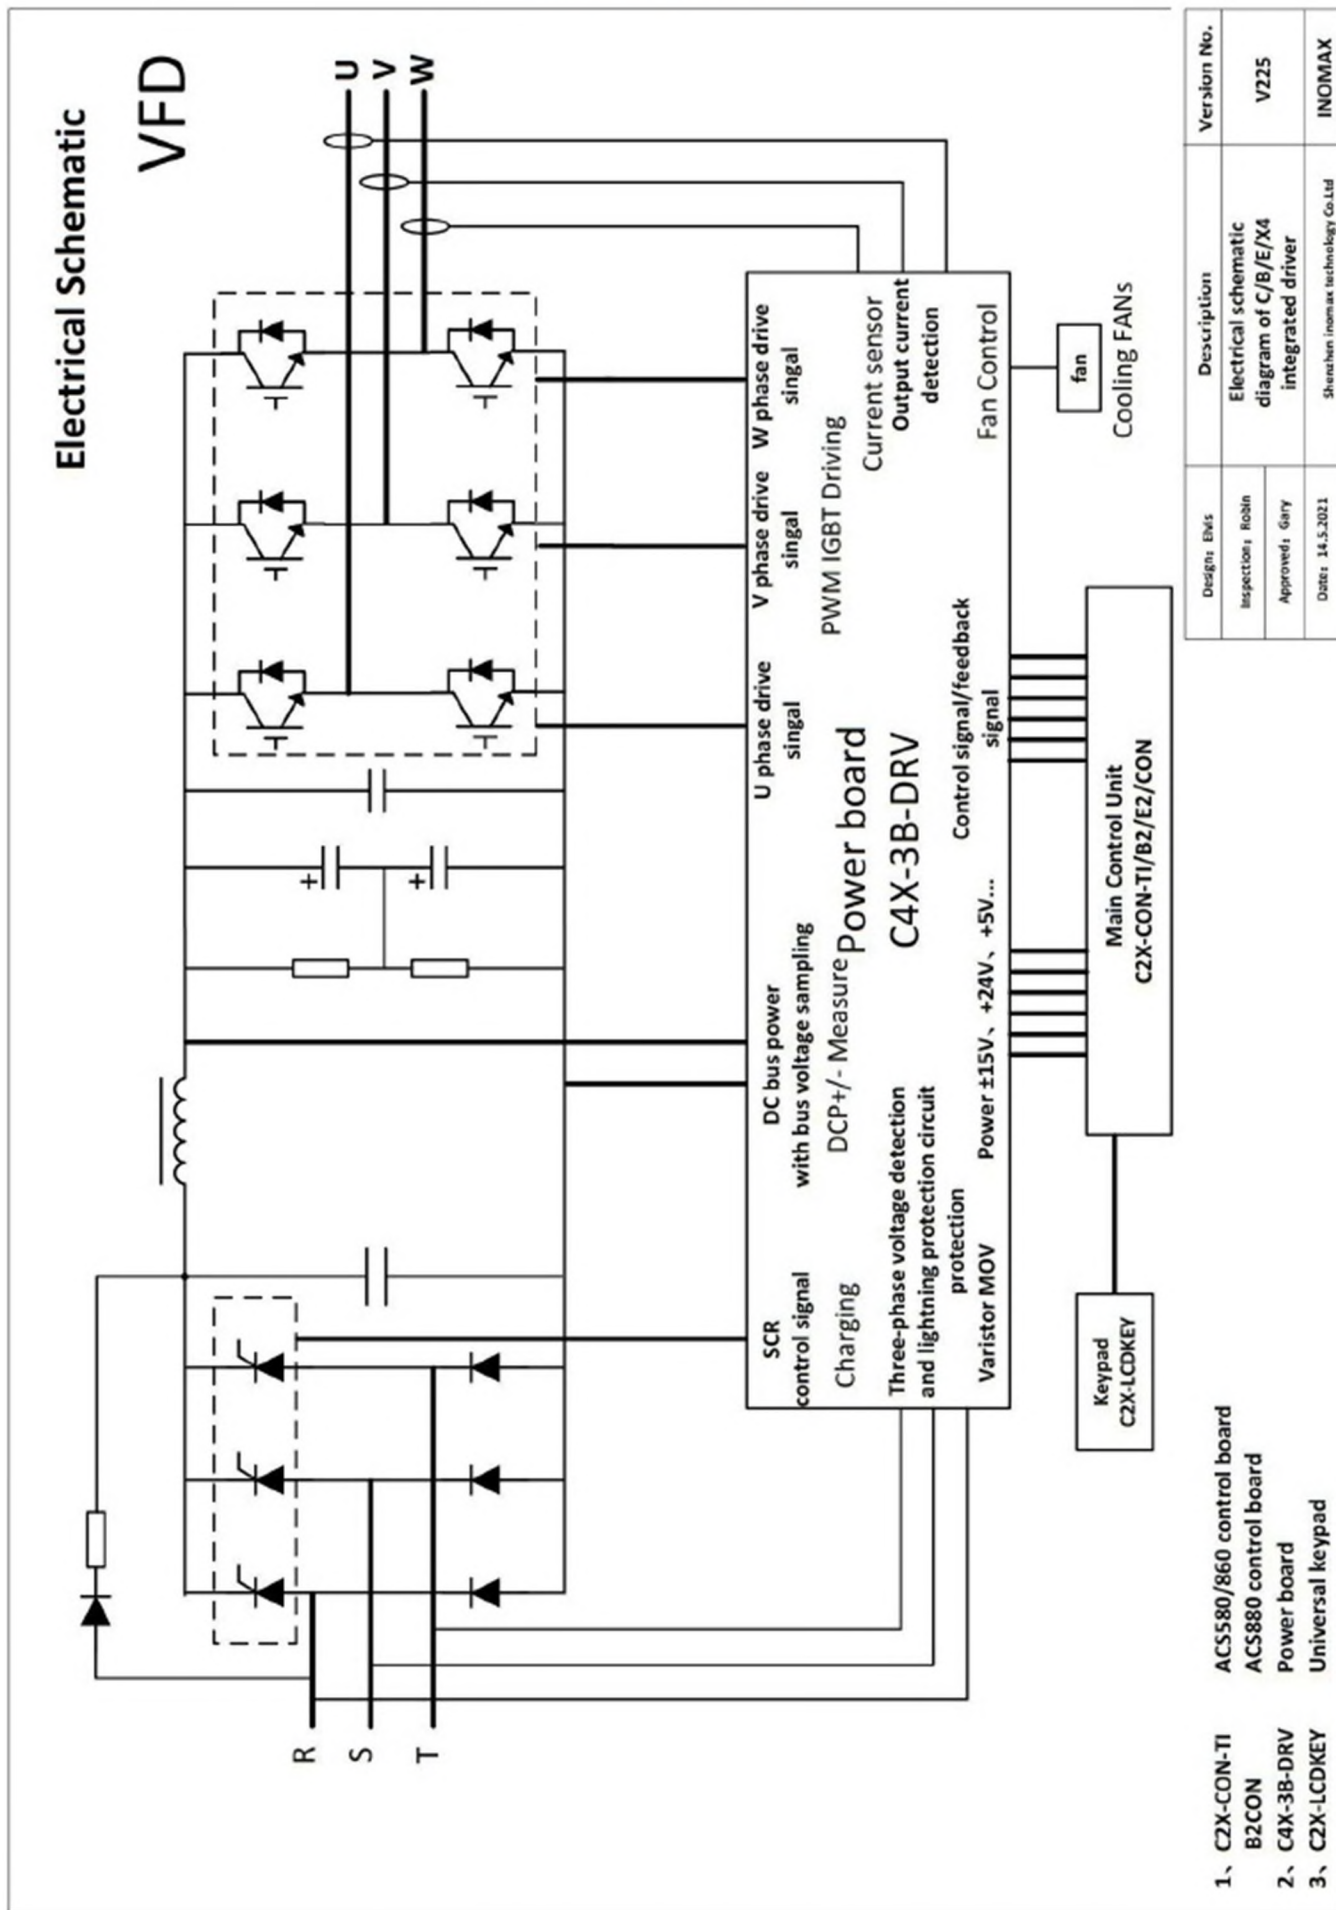 Electrical Schematic
VFD
R
S
T
U
V
W
SCR
control signal
Charging
Three-phase voltage detection
and lightning protection circuit
protection
Varistor MOV
DC bus power
with bus voltage sampling
DCP+/- Measure
Power board
C4X-3B-DRV
Power ±15V、+24V、+5V...
U phase drive
singal
V phase drive
singal
W phase drive
singal
PWM IGBT Driving
Current sensor
Output current
detection
Control signal/feedback
signal
Fan Control
fan
Cooling FANs
+
+
Keypad
C2X-LCDKEY
Main Control Unit
C2X-CON-TI/B2/E2/CON
1、C2X-CON-TI ACS580/860 control board
B2CON ACS880 control board
2、C4X-3B-DRV Power board
3、C2X-LCDKEY Universal keypad
Design: Elvis
Description
Version No.
Inspection: Robin
Approved: Gary
Electrical schematic
diagram of C/B/E/X4
integrated driver
V225
Date: 14.5.2021
Shenzhen inomax technology Co.Ltd
INOMAX